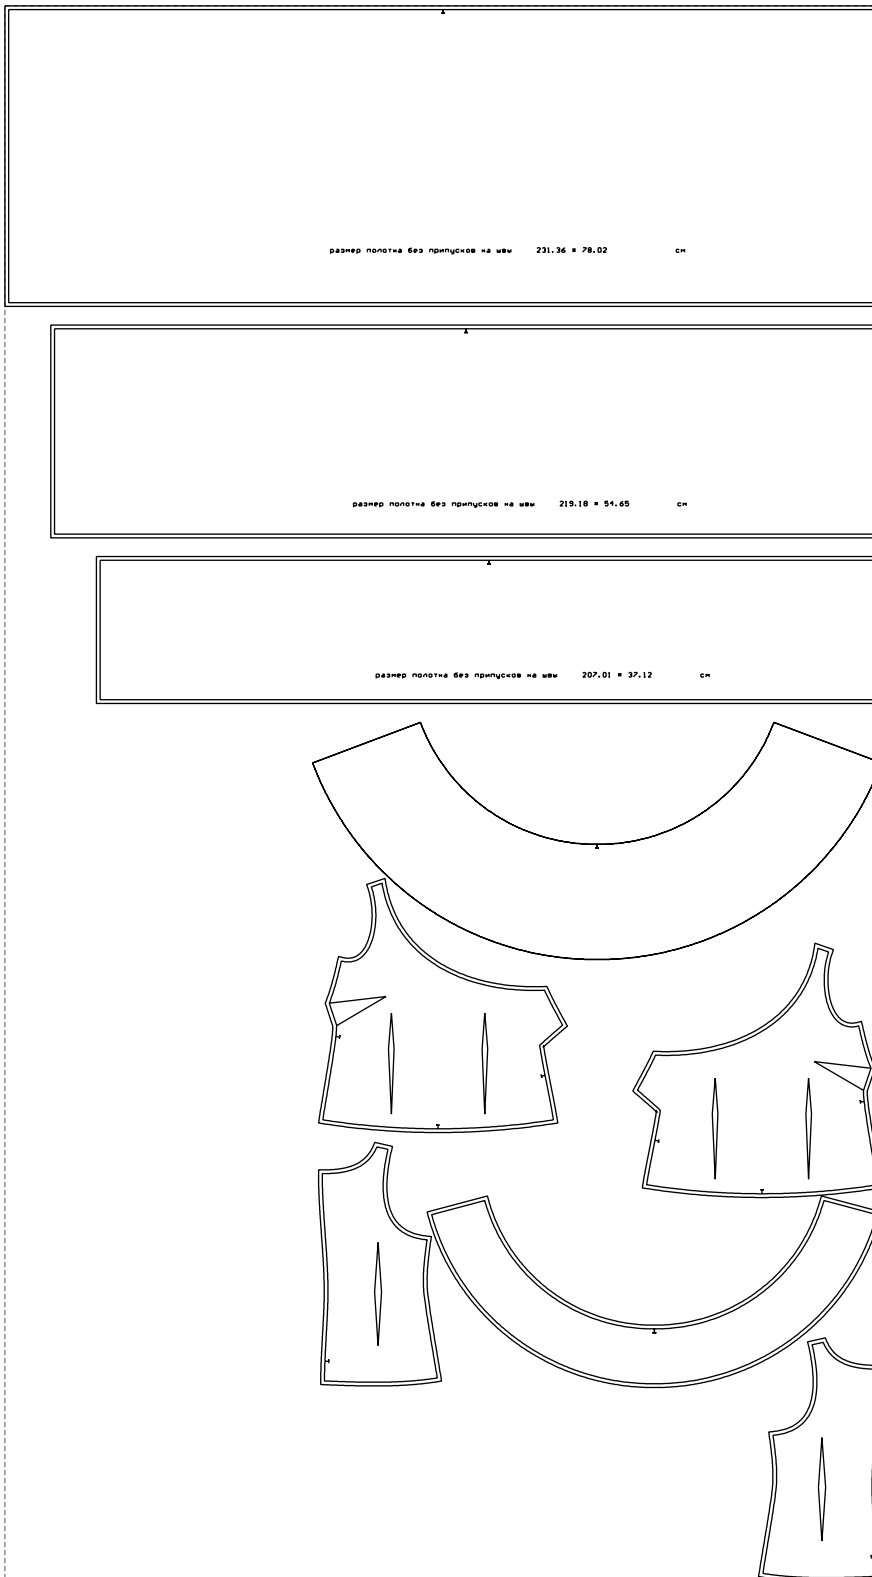 размер полотна без припусков на швы 231.36 * 78.02 см
размер полотна без припусков на швы 219.18 * 54.65 см
размер полотна без припусков на швы 207.01 * 37.12 см